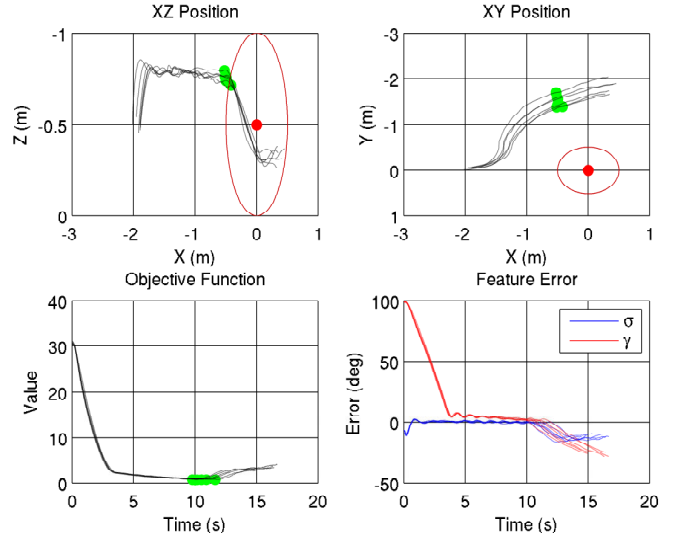 XZ Position
XY Position
-1
-0.5
0
Z (m)
-3
-2
-1
0
1
X (m)
-3
-2
-1
0
1
Y (m)
-3
-2
-1
0
1
X (m)
Objective Function
Feature Error
40
30
20
10
0
Value
0
5
10
15
20
Time (s)
100
50
0
-50
Error (deg)
σ
γ
0
5
10
15
20
Time (s)